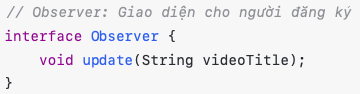 // Observer: Giao diện cho người đăng ký
interface Observer {
    void update(String videoTitle);
}